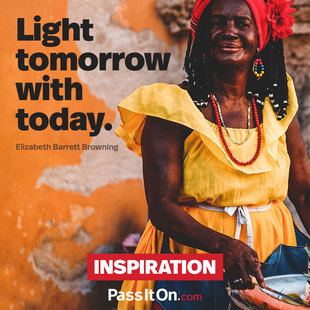 Light
tomorrow
with
today.
Elizabeth Barrett Browning
INSPIRATION
PassItOn.com